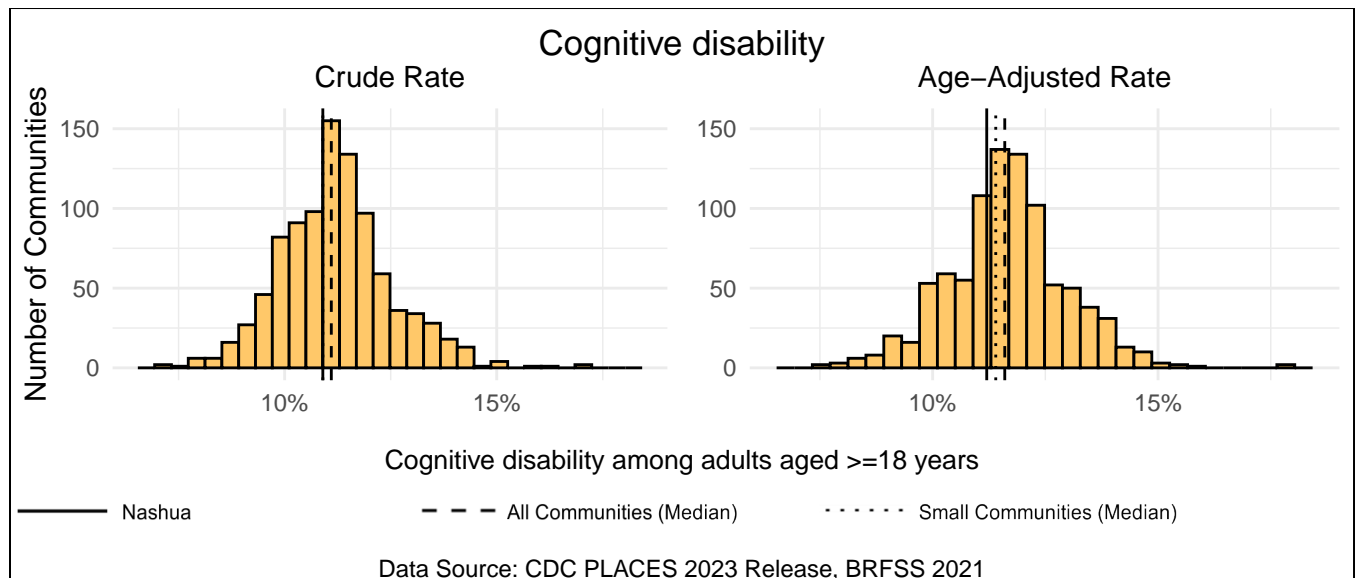 Cognitive disability
Crude Rate
Age−Adjusted Rate
Number of Communities
150
100
50
0
10%
15%
150
100
50
0
10%
15%
Cognitive disability among adults aged >=18 years
Nashua
All Communities (Median)
Small Communities (Median)
Data Source: CDC PLACES 2023 Release, BRFSS 2021